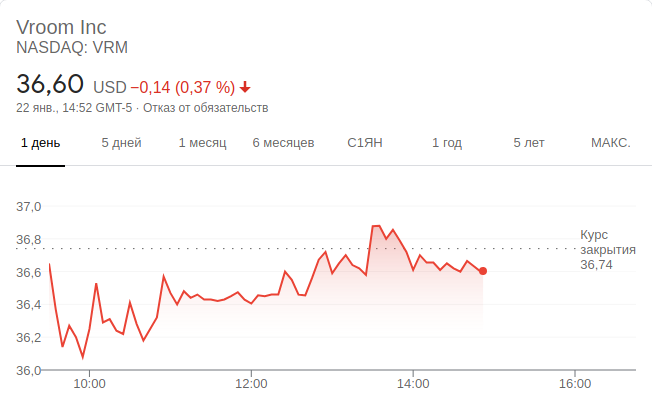 Vroom Inc
NASDAQ: VRM
36,60 USD −0,14 (0,37 %)
22 янв., 14:52 GMT-5 · Отказ от обязательств
1 день 5 дней 1 месяц 6 месяцев С1ЯН 1 год 5 лет МАКС.
37,0
36,8
36,6
36,4
36,2
36,0
Курс
закрытия
36,74
10:00 12:00 14:00 16:00